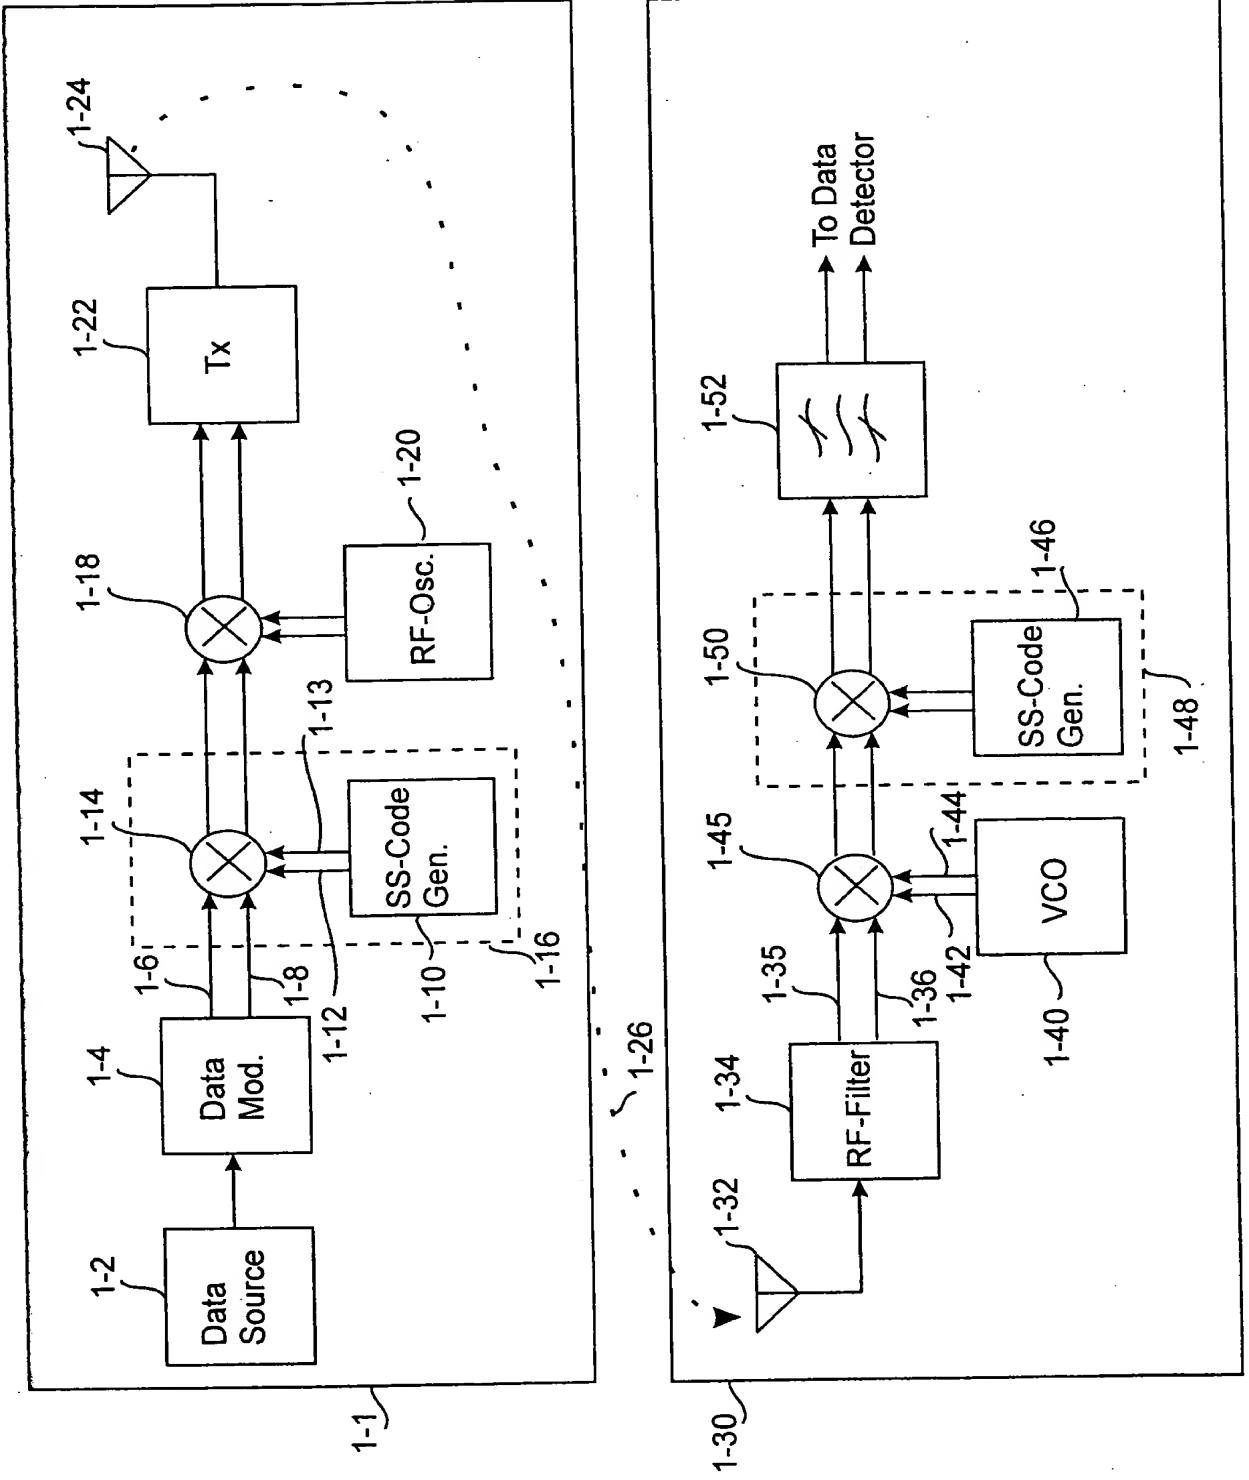 1-2
Data
Source
1-4
Data
Mod.
1-6
1-8
1-10
SS-Code
Gen.
1-12
1-13
1-14
1-16
1-18
1-20
RF-Osc.
1-22
Tx
1-24
1-1
1-26
1-32
1-34
RF-Filter
1-35
1-36
1-40
VCO
1-42
1-44
1-45
1-50
1-46
SS-Code
Gen.
1-48
1-52
To Data
Detector
1-30